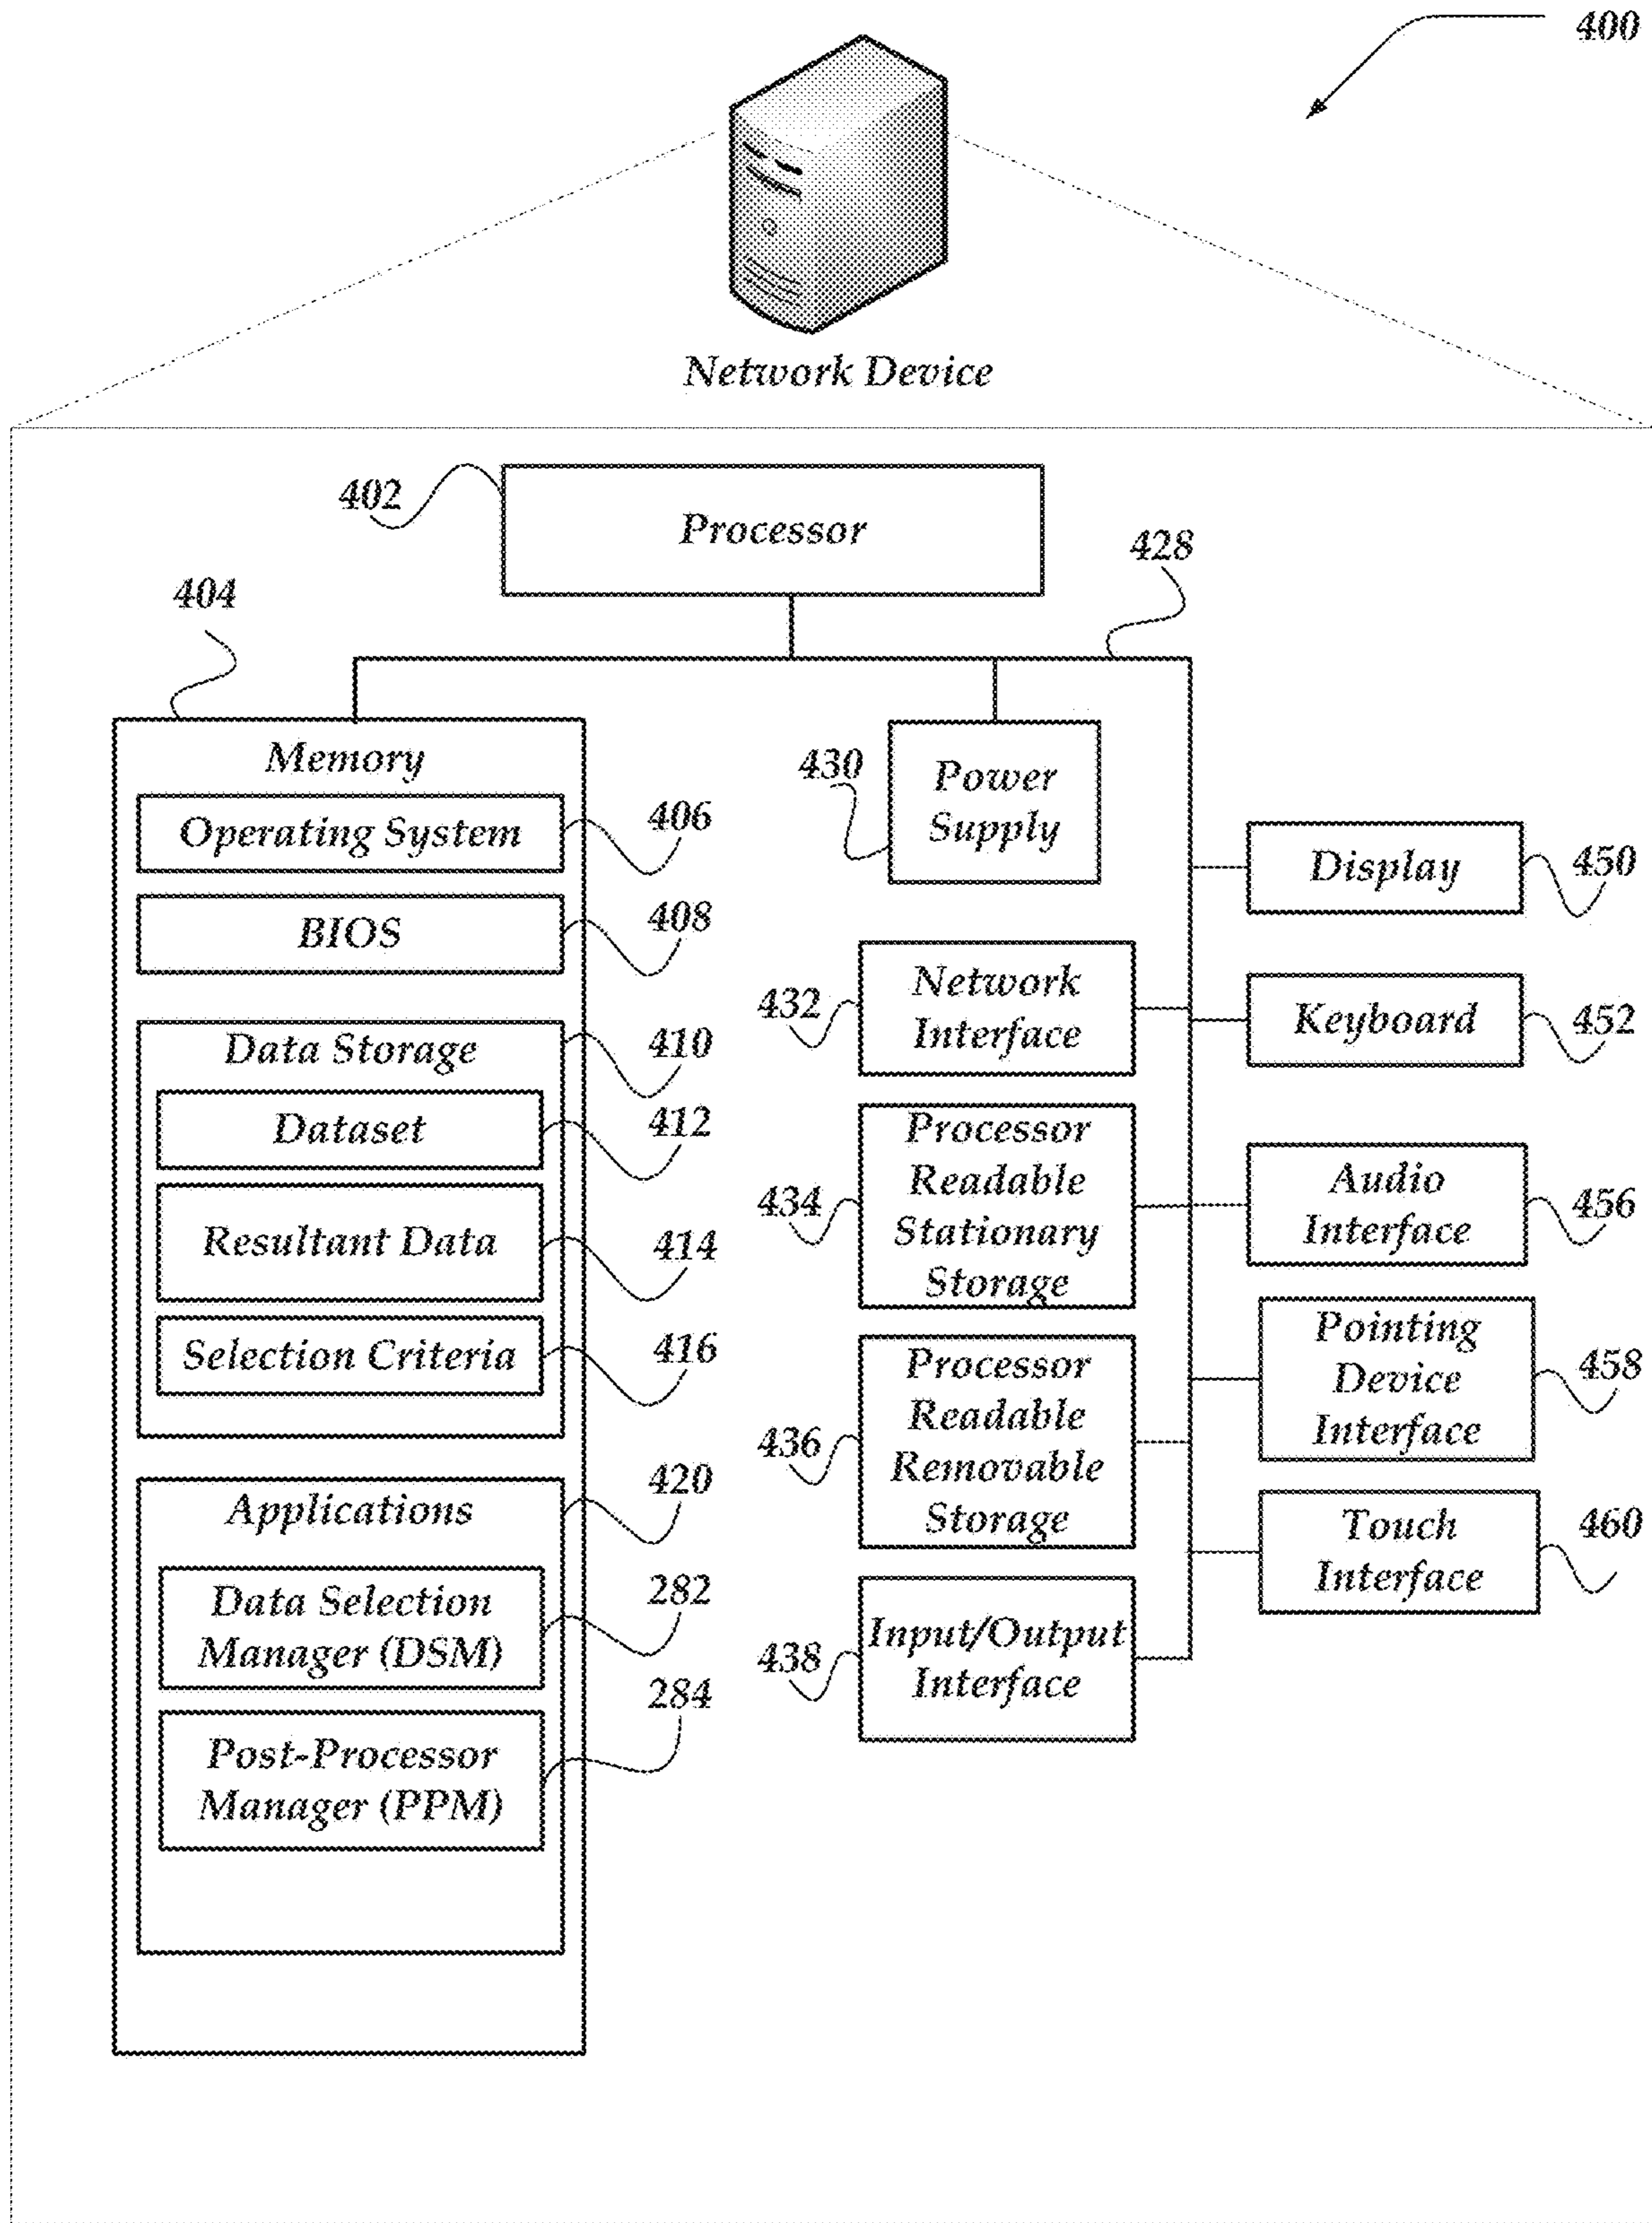 400
Network Device
402
Processor
428
404
Memory
Operating System
406
BIOS
408
Data Storage
410
Dataset
412
Resultant Data
414
Selection Criteria
416
Applications
420
Data Selection
Manager (DSM)
282
Post-Processor
Manager (PPM)
284
430
Power
Supply
432
Network
Interface
434
Processor
Readable
Stationary
Storage
436
Processor
Readable
Removable
Storage
438
Input/Output
Interface
Display
450
Keyboard
452
Audio
Interface
456
Pointing
Device
Interface
458
Touch
Interface
460